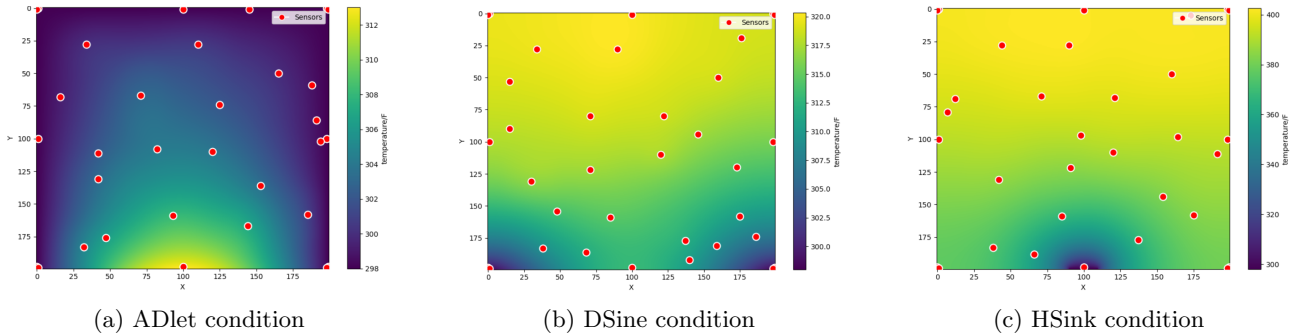 0
25
50
75
100
125
150
175
Y
0 25 50 75 100 125 150 175
X
Sensors
312
310
308
306
304
302
300
298
temperature/F
(a) ADlet condition
0
25
50
75
100
125
150
175
Y
0 25 50 75 100 125 150 175
X
Sensors
320.0
317.5
315.0
312.5
310.0
307.5
305.0
302.5
300.0
temperature/F
(b) DSine condition
0
25
50
75
100
125
150
175
Y
0 25 50 75 100 125 150 175
X
Sensors
400
380
360
340
320
300
temperature/F
(c) HSink condition